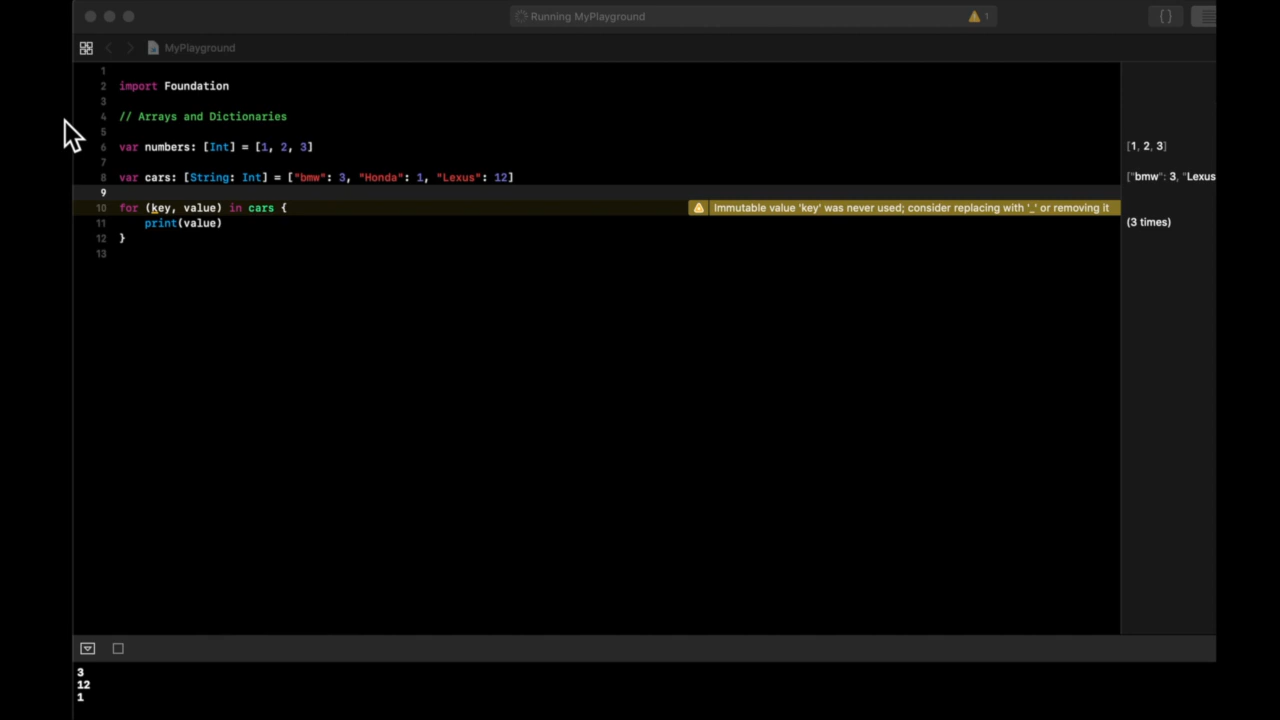 Running MyPlayground
1
{ }
MyPlayground
1
2 import Foundation
3
4 // Arrays and Dictionaries
5
6 var numbers: [Int] = [1, 2, 3]
[1, 2, 3]
7
8 var cars: [String: Int] = ["bmw": 3, "Honda": 1, "Lexus": 12]
["bmw": 3, "Lexus
9
10 for (key, value) in cars {
Immutable value 'key' was never used; consider replacing with '_' or removing it
11 print(value)
(3 times)
12 }
13
3
12
1